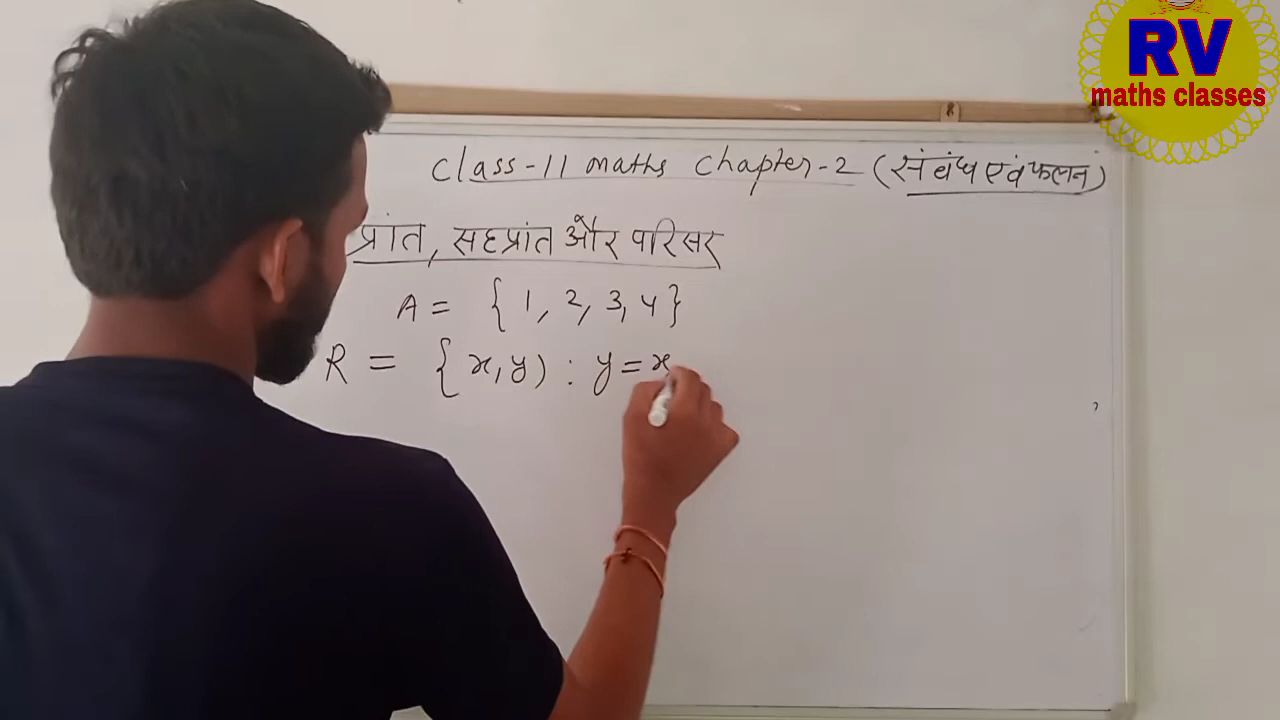 RV
maths classes
Class-11 maths Chapter-2 (संबंध एवं फलन)
प्रांत, सहप्रांत और परिसर
A = { 1, 2, 3, 4 }
R = { x, y) : y = x